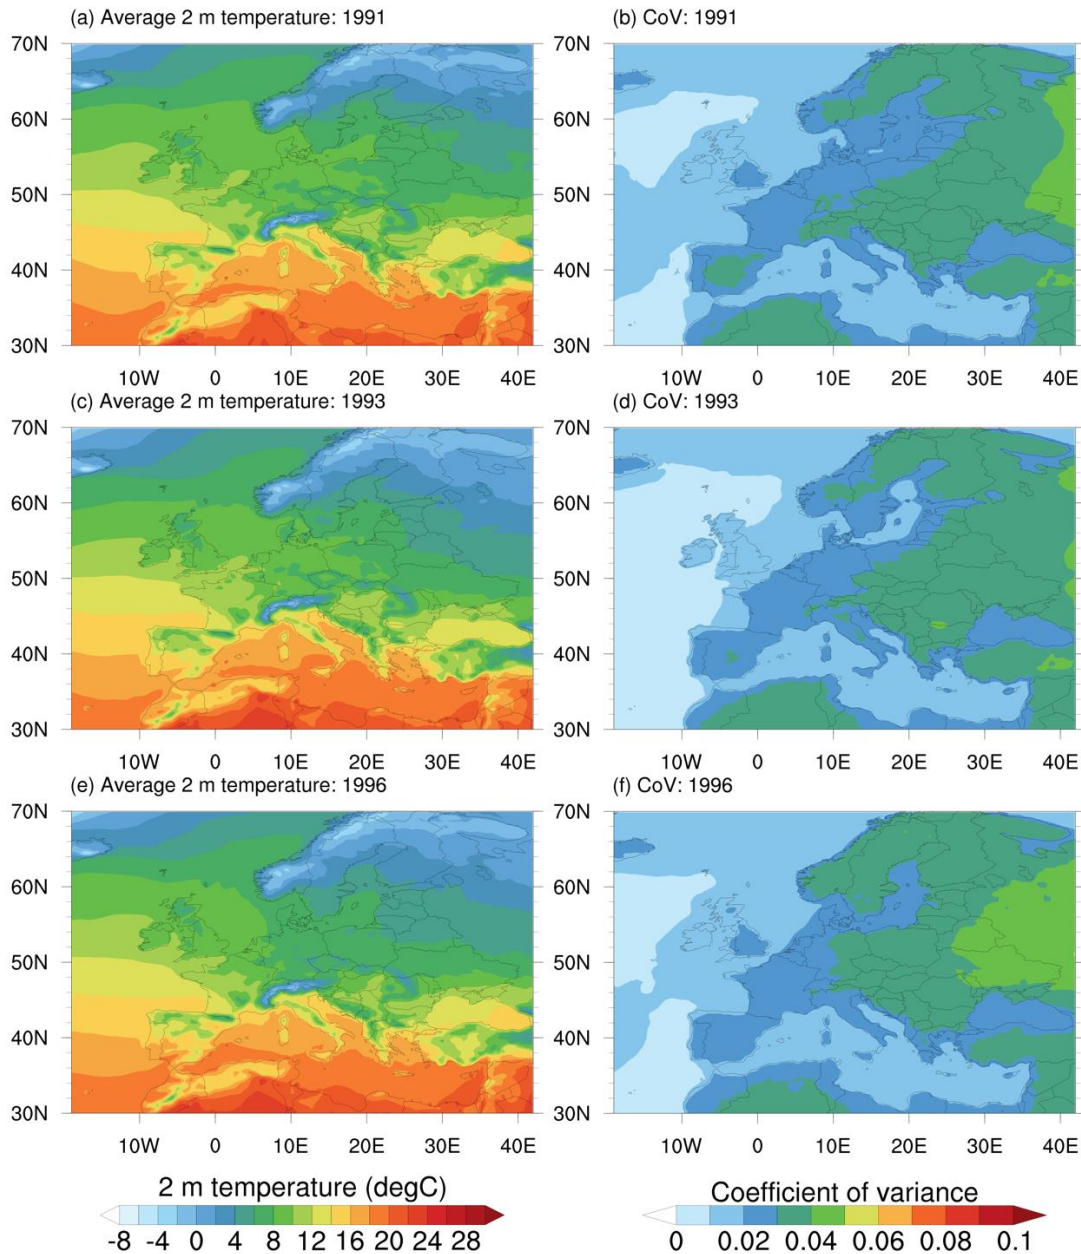 (a) Average 2 m temperature: 1991 (b) CoV: 1991
70N 70N
60N 60N
50N 50N
40N 40N
30N 30N
10W 0 10E 20E 30E 40E 10W 0 10E 20E 30E 40E
(c) Average 2 m temperature: 1993 (d) CoV: 1993
70N 70N
60N 60N
50N 50N
40N 40N
30N 30N
10W 0 10E 20E 30E 40E 10W 0 10E 20E 30E 40E
(e) Average 2 m temperature: 1996 (f) CoV: 1996
70N 70N
60N 60N
50N 50N
40N 40N
30N 30N
10W 0 10E 20E 30E 40E 10W 0 10E 20E 30E 40E
2 m temperature (degC) Coefficient of variance
-8 -4 0 4 8 12 16 20 24 28 0 0.02 0.04 0.06 0.08 0.1